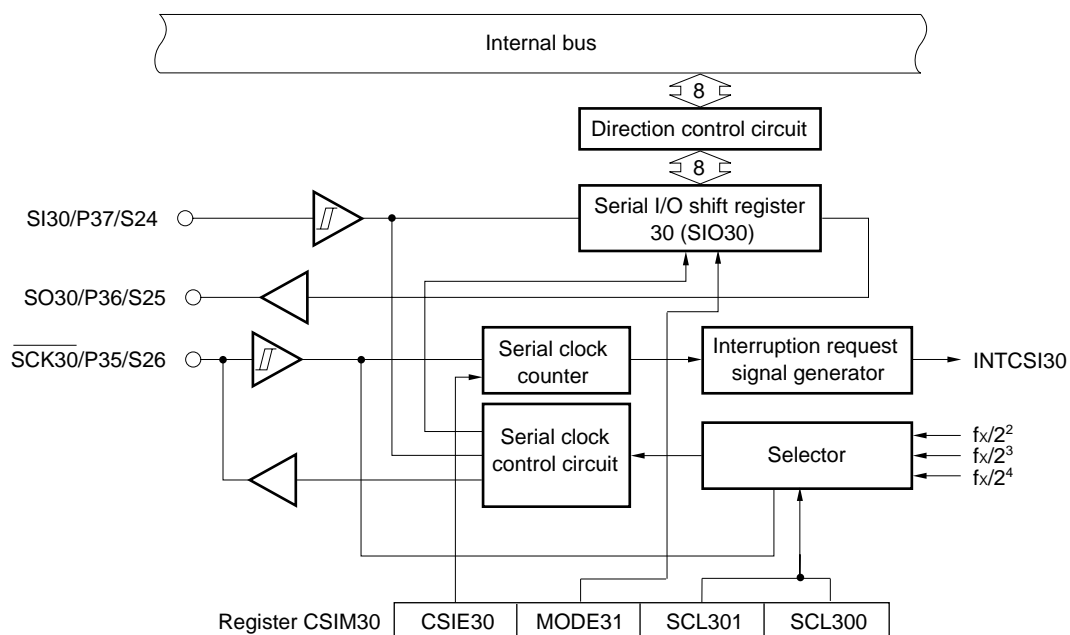 Internal bus
8
Direction control circuit
8
SI30/P37/S24
Serial I/O shift register
30 (SIO30)
SO30/P36/S25
SCK30/P35/S26
Serial clock
counter
Interruption request
signal generator
INTCSI30
Serial clock
control circuit
Selector
fX/2²
fX/2³
fX/2⁴
Register CSIM30
CSIE30
MODE31
SCL301
SCL300